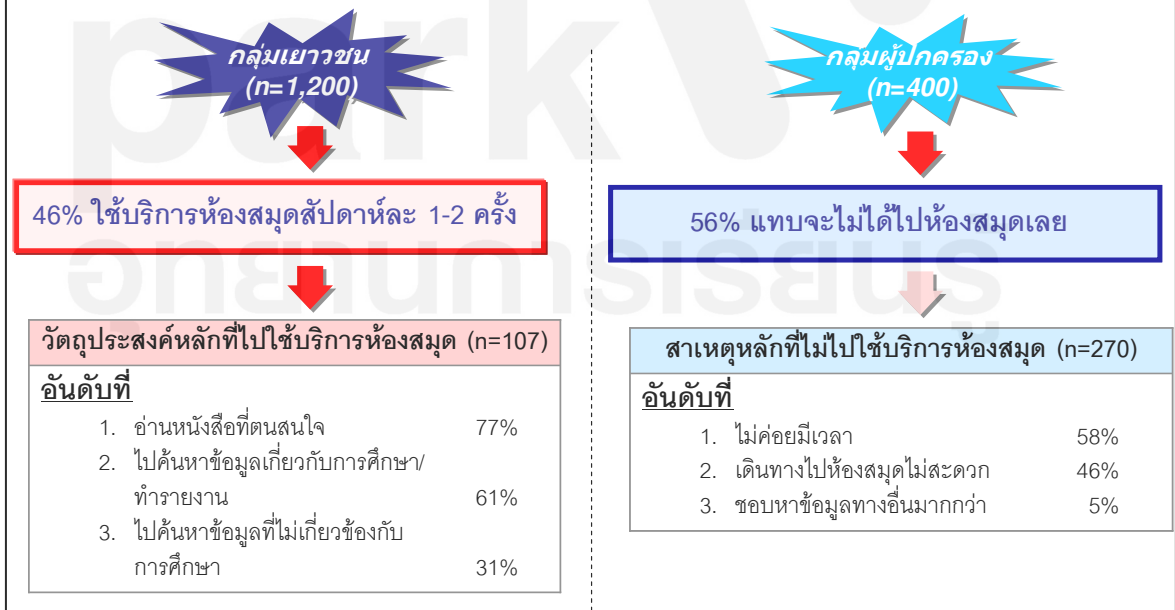 park
อุทยานการเรียนรู้
กลุ่มเยาวชน
(n=1,200)
46% ใช้บริการห้องสมุดสัปดาห์ละ 1-2 ครั้ง
วัตถุประสงค์หลักที่ไปใช้บริการห้องสมุด (n=107)
อันดับที่
1. อ่านหนังสือที่ตนสนใจ 77%
2. ไปค้นหาข้อมูลเกี่ยวกับการศึกษา/
ทำรายงาน 61%
3. ไปค้นหาข้อมูลที่ไม่เกี่ยวข้องกับ
การศึกษา 31%
กลุ่มผู้ปกครอง
(n=400)
56% แทบจะไม่ได้ไปห้องสมุดเลย
สาเหตุหลักที่ไม่ไปใช้บริการห้องสมุด (n=270)
อันดับที่
1. ไม่ค่อยมีเวลา 58%
2. เดินทางไปห้องสมุดไม่สะดวก 46%
3. ชอบหาข้อมูลทางอื่นมากกว่า 5%